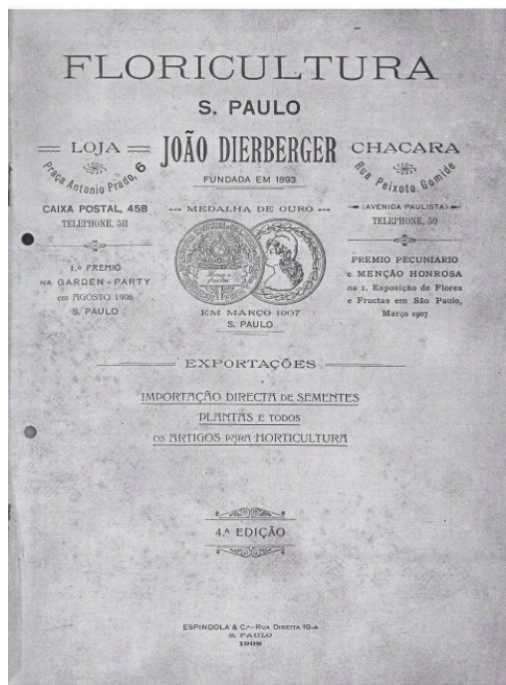 FLORICULTURA
S. PAULO
LOJA
Praça Antonio Prado, 6
CAIXA POSTAL, 458
TELEPHONE, 511
1.º PREMIO
NA GARDEN-PARTY
em AGOSTO 1906
S. PAULO
JOÃO DIERBERGER
FUNDADA EM 1893
MEDALHA DE OURO
EM MARÇO 1907
S. PAULO
CHACARA
Rua Peixoto Gomide
(AVENIDA PAULISTA)
TELEPHONE, 59
PREMIO PECUNIARIO
e MENÇÃO HONROSA
na 1. Exposição de Flores
e Fructas em São Paulo,
Março 1907
EXPORTAÇÕES
IMPORTAÇÃO DIRECTA DE SEMENTES
PLANTAS E TODOS
OS ARTIGOS PARA HORTICULTURA
4.ª EDIÇÃO
ESPINDOLA & C.ª-RUA DIREITA 10-A
S. PAULO
1908